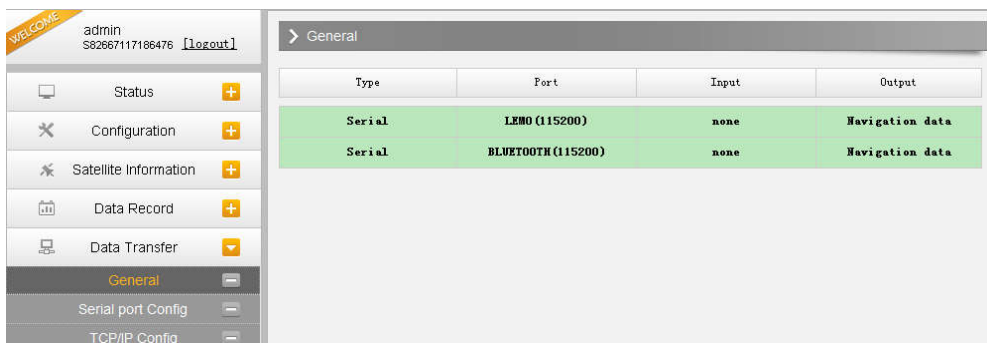 WELCOME
admin
S82667117186476 [logout]
Status
Configuration
Satellite Information
Data Record
Data Transfer
General
Serial port Config
TCP/IP Config
General
Type Port Input Output
Serial LEMO(115200) none Navigation data
Serial BLUETOOTH(115200) none Navigation data